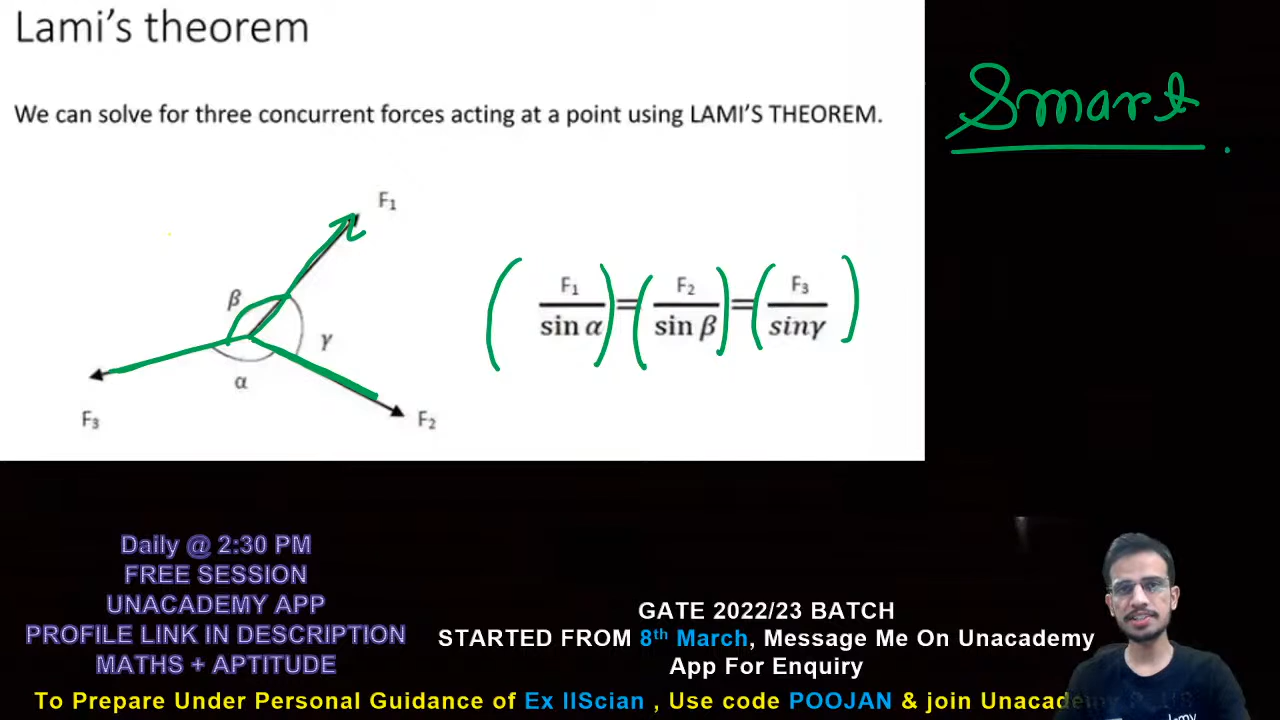 Lami's theorem
Smart
We can solve for three concurrent forces acting at a point using LAMI'S THEOREM.
F₁
β
γ
α
F₃
F₂
( F₁/sin α ) = ( F₂/sin β ) = ( F₃/sinγ )
Daily @ 2:30 PM
FREE SESSION
UNACADEMY APP
PROFILE LINK IN DESCRIPTION
MATHS + APTITUDE
GATE 2022/23 BATCH
STARTED FROM 8th March, Message Me On Unacademy
App For Enquiry
To Prepare Under Personal Guidance of Ex IIScian , Use code POOJAN & join Unacademy